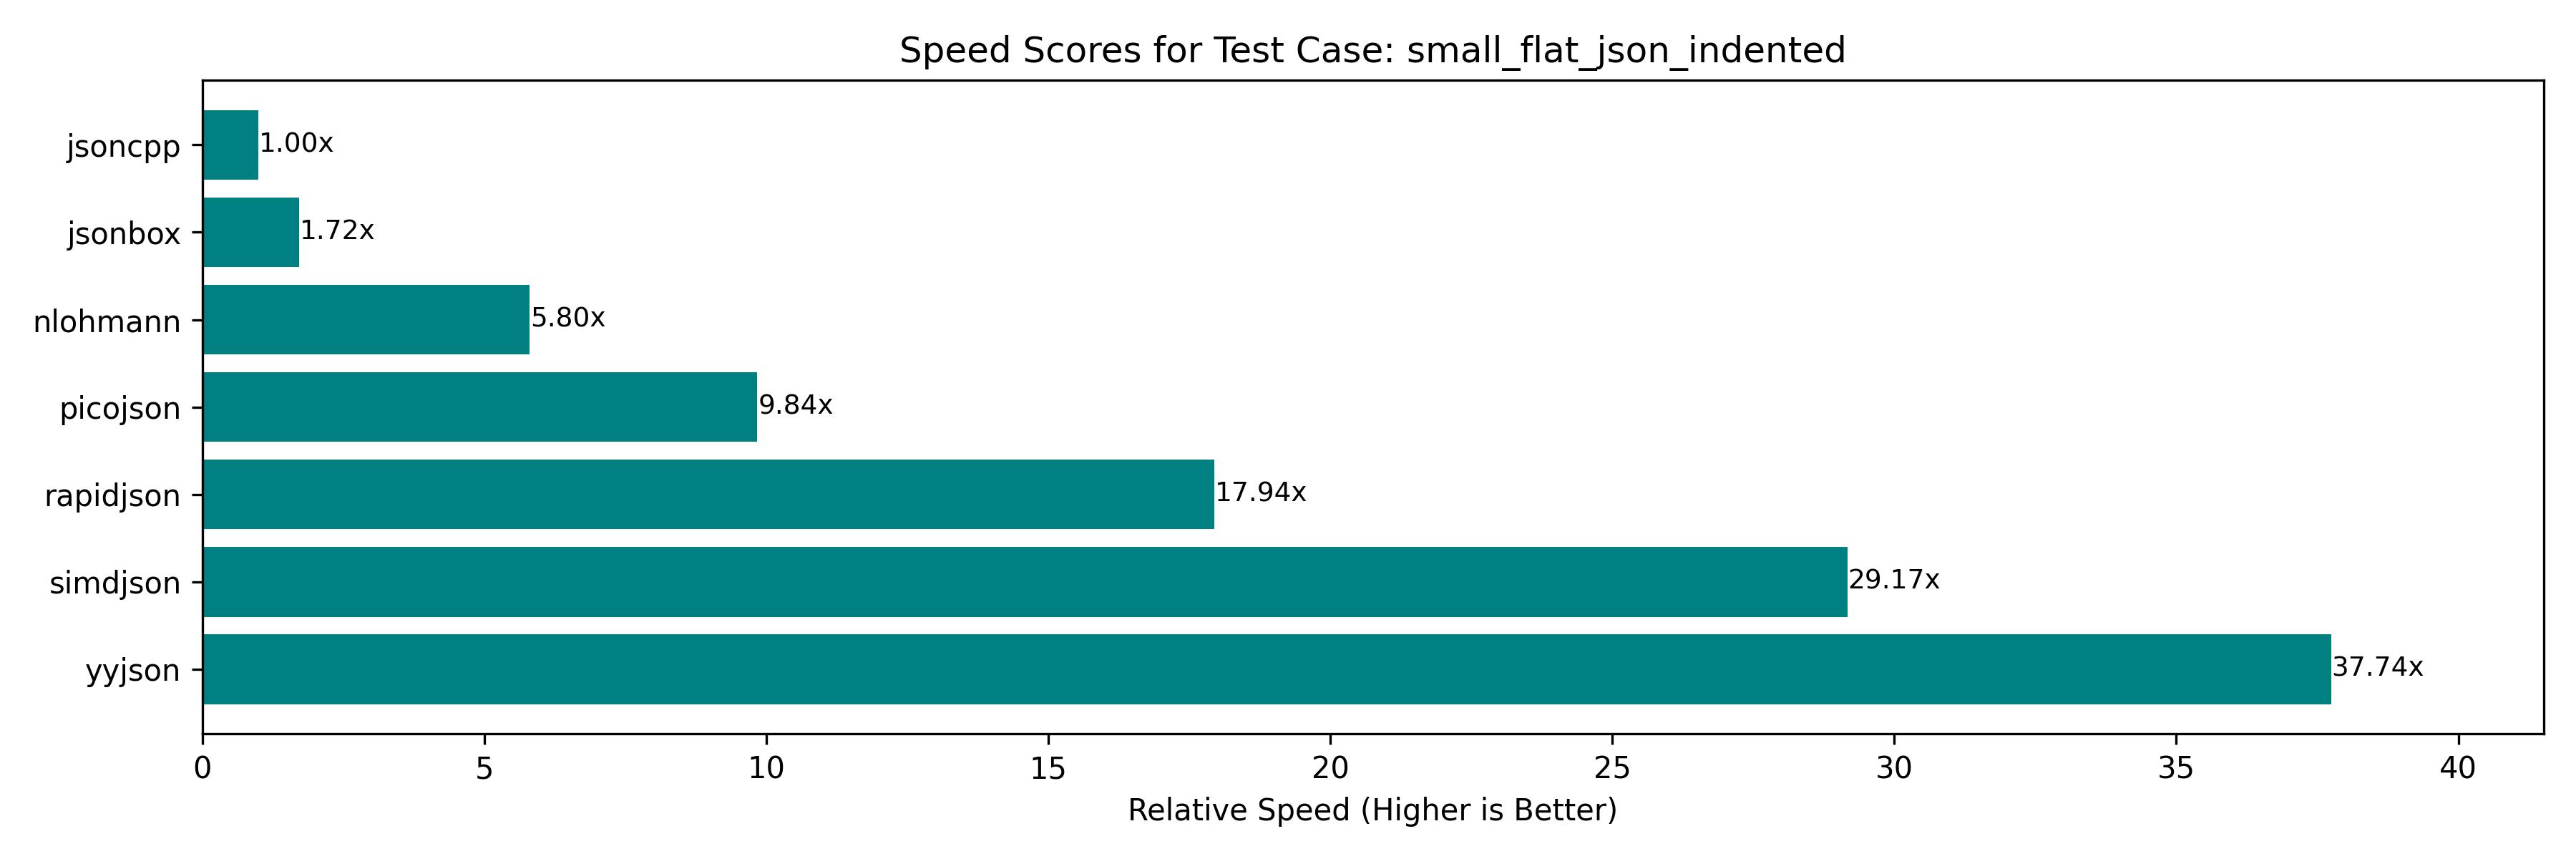 Speed Scores for Test Case: small_flat_json_indented
jsoncpp 1.00x
jsonbox 1.72x
nlohmann 5.80x
picojson 9.84x
rapidjson 17.94x
simdjson 29.17x
yyjson 37.74x
0 5 10 15 20 25 30 35 40
Relative Speed (Higher is Better)